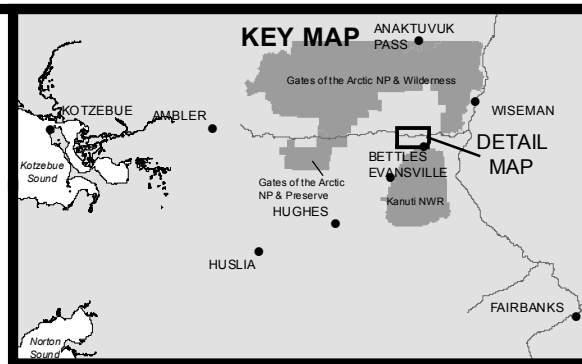 KEY MAP
ANAKTUVUK
PASS
Gates of the Arctic NP & Wilderness
WISEMAN
KOTZEBUE
AMBLER
DETAIL
MAP
Kotzebue
Sound
BETTLES
EVANSVILLE
Gates of the Arctic
NP & Preserve
Kanuti NWR
HUGHES
HUSLIA
FAIRBANKS
Norton
Sound